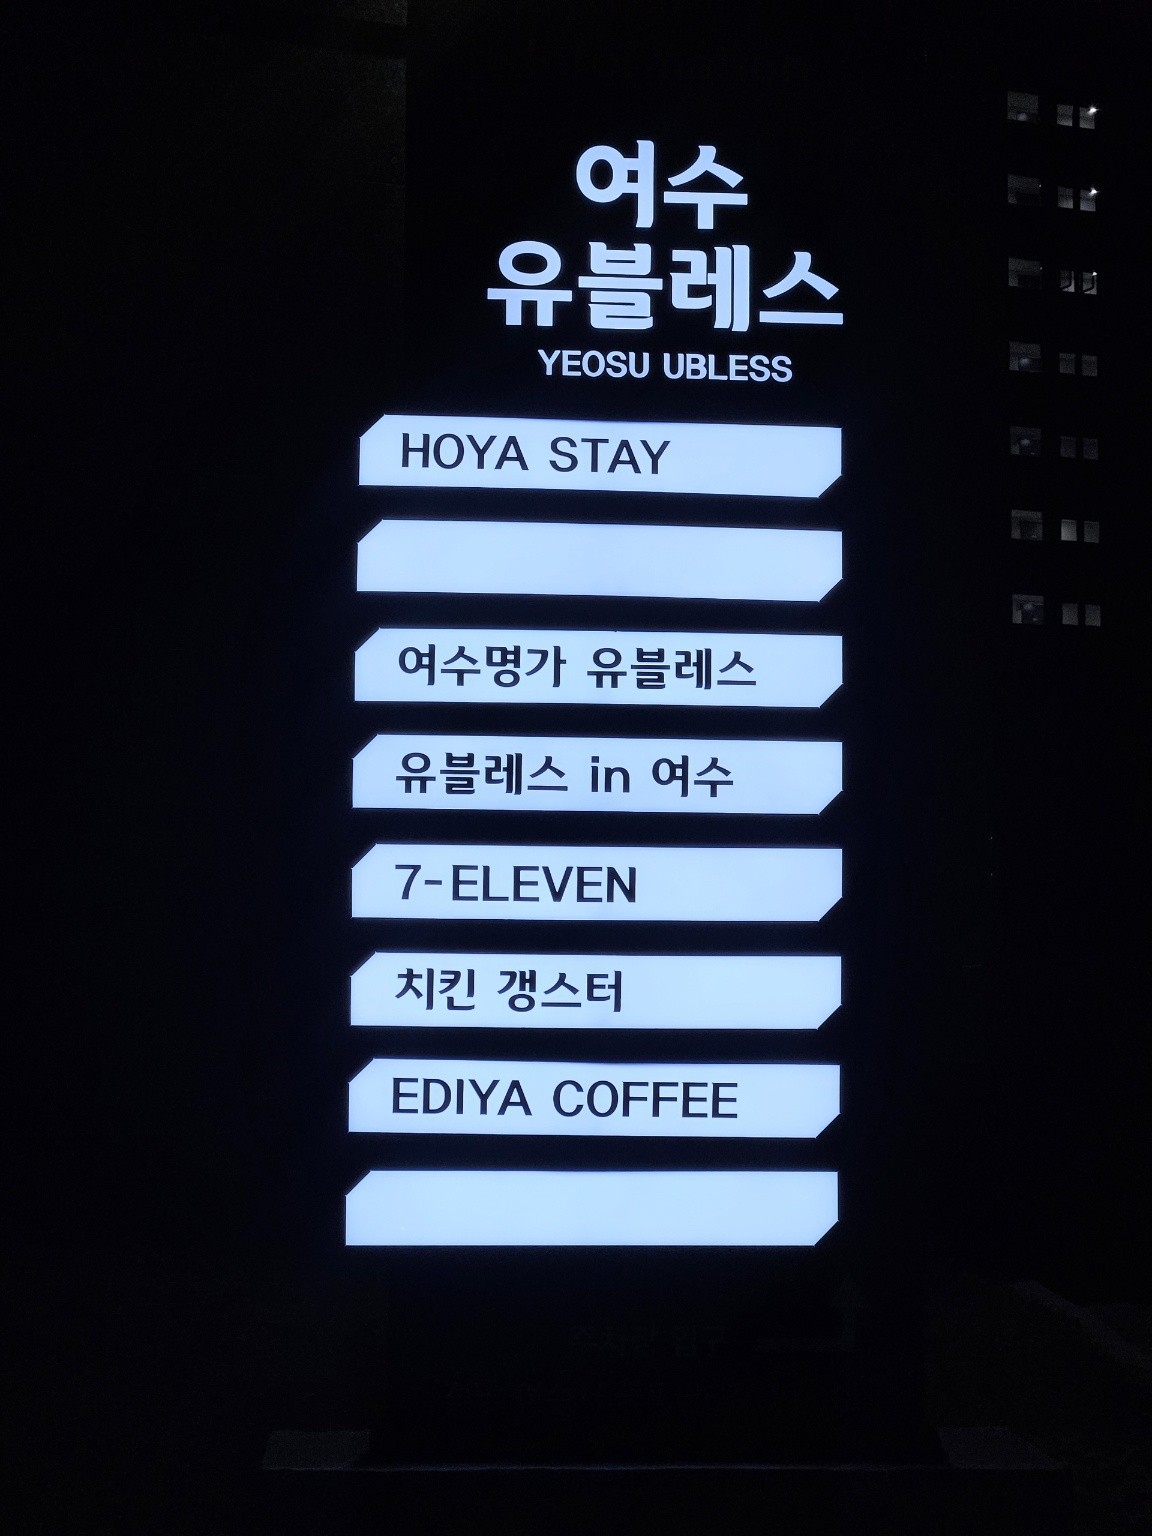 여수
유블레스
YEOSU UBLESS
HOYA STAY
여수명가 유블레스
유블레스 in 여수
7-ELEVEN
치킨 갱스터
EDIYA COFFEE